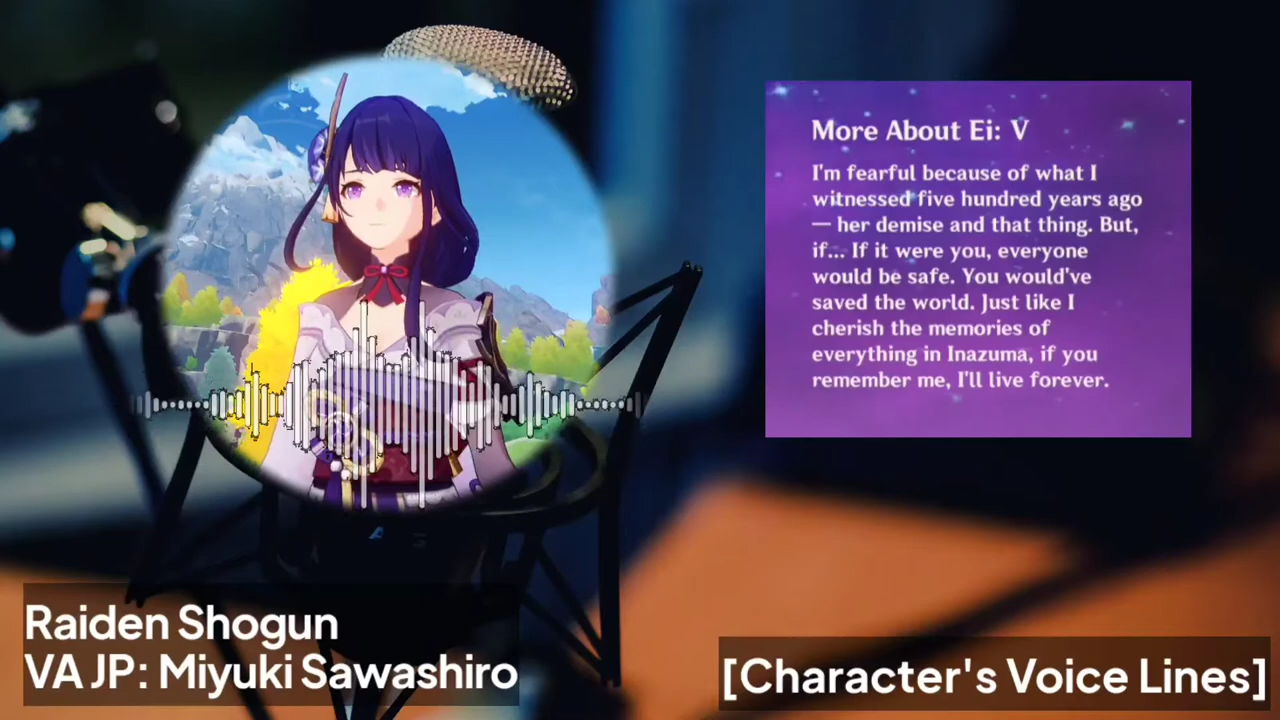 More About Ei: V
I'm fearful because of what I
witnessed five hundred years ago
— her demise and that thing. But,
if... If it were you, everyone
would be safe. You would've
saved the world. Just like I
cherish the memories of
everything in Inazuma, if you
remember me, I'll live forever.
Raiden Shogun
VA JP: Miyuki Sawashiro
[Character's Voice Lines]